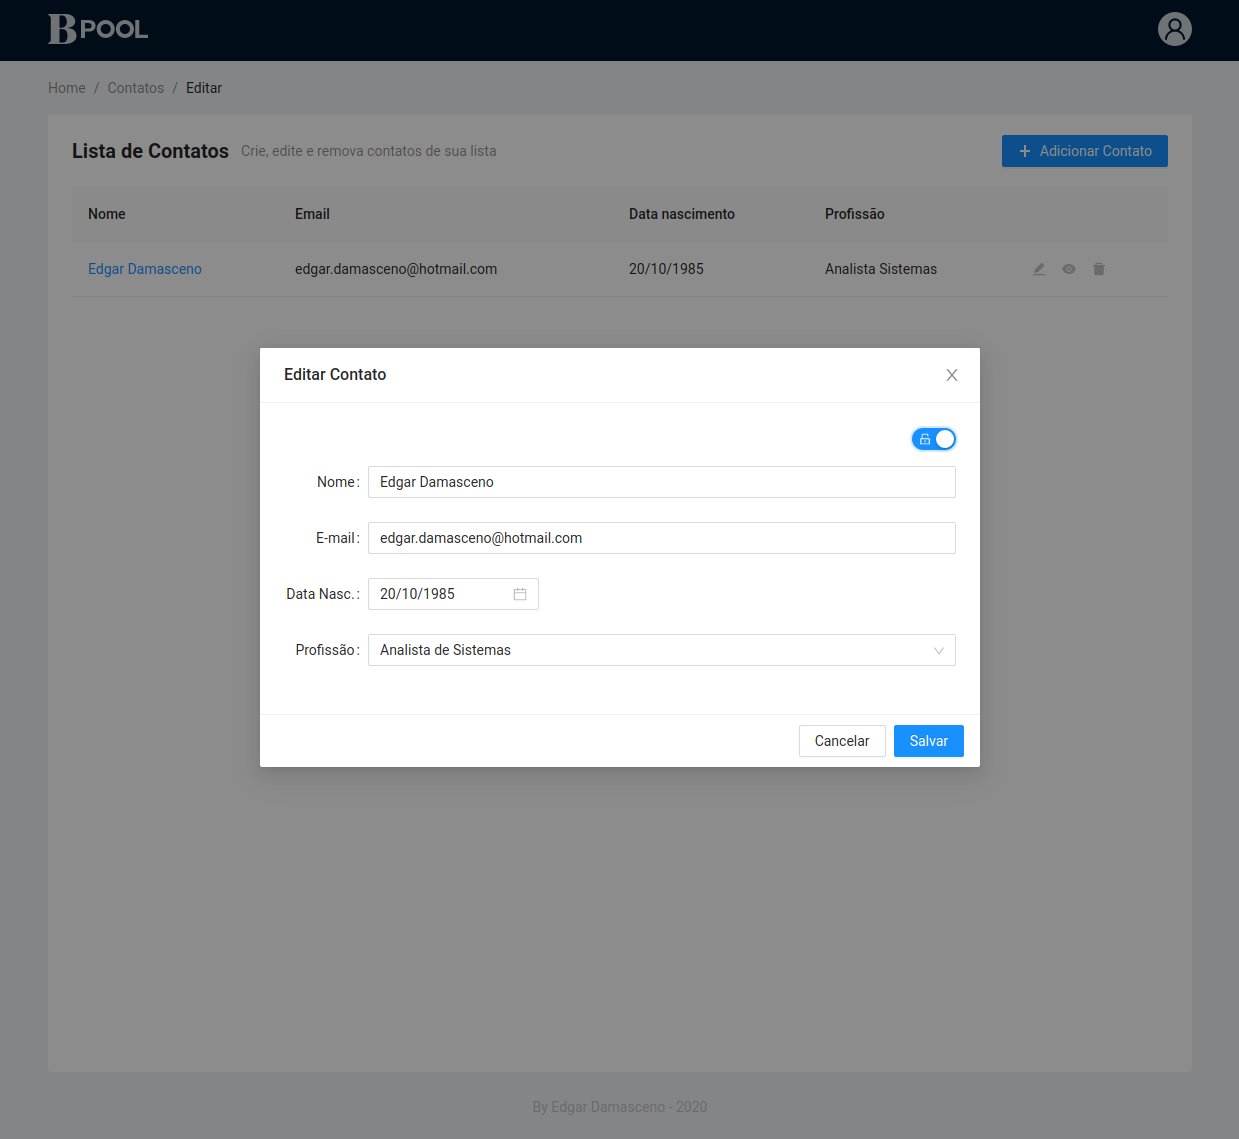 B POOL
Home / Contatos / Editar
Lista de Contatos Crie, edite e remova contatos de sua lista + Adicionar Contato
Nome Email Data nascimento Profissão
Edgar Damasceno edgar.damasceno@hotmail.com 20/10/1985 Analista Sistemas
Editar Contato
Nome: Edgar Damasceno
E-mail: edgar.damasceno@hotmail.com
Data Nasc.: 20/10/1985
Profissão: Analista de Sistemas
Cancelar Salvar
By Edgar Damasceno - 2020